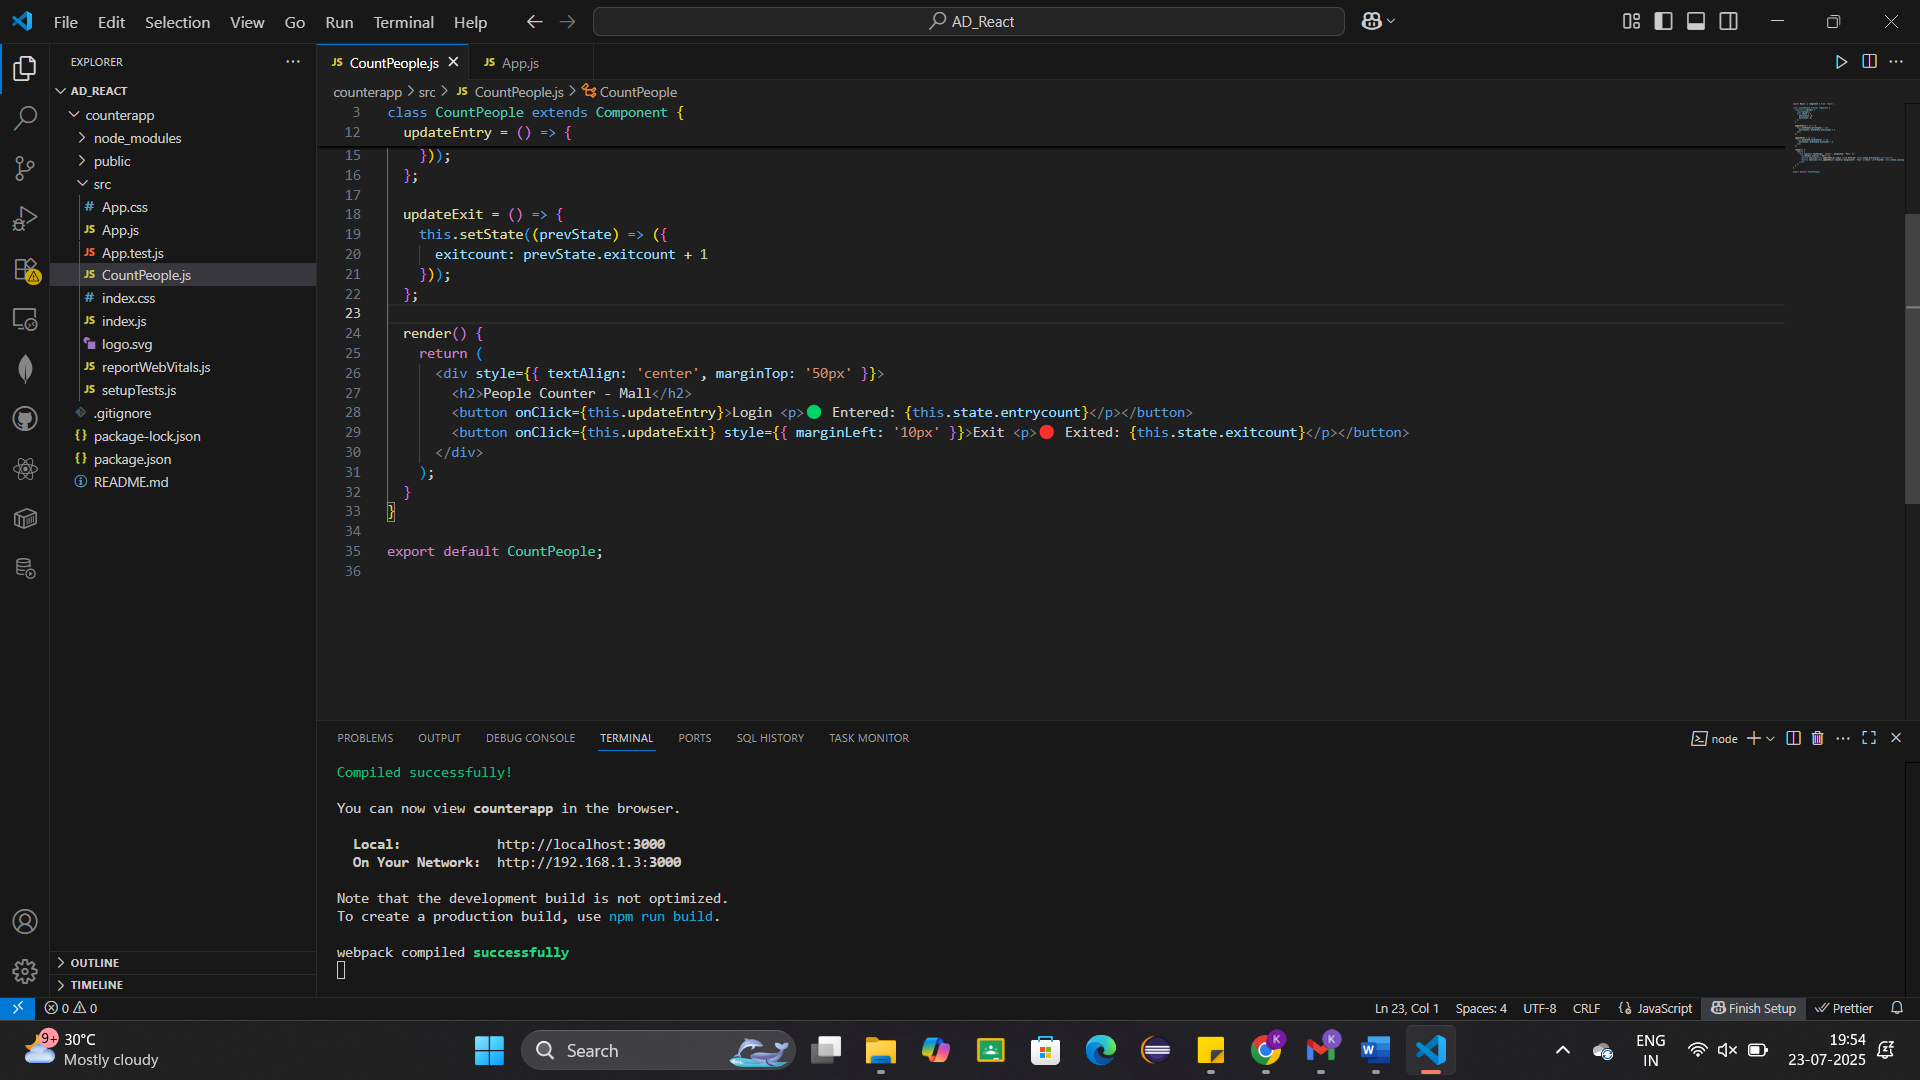 File Edit Selection View Go Run Terminal Help
AD_React
EXPLORER
AD_REACT
counterapp
node_modules
public
src
# App.css
JS App.js
JS App.test.js
JS CountPeople.js
# index.css
JS index.js
logo.svg
JS reportWebVitals.js
JS setupTests.js
.gitignore
{} package-lock.json
{} package.json
README.md
OUTLINE
TIMELINE
JS CountPeople.js
JS App.js
counterapp > src > JS CountPeople.js > CountPeople
3 class CountPeople extends Component {
12 updateEntry = () => {
15 }));
16 };
17
18 updateExit = () => {
19 this.setState((prevState) => ({
20 exitcount: prevState.exitcount + 1
21 }));
22 };
23
24 render() {
25 return (
26 <div style={{ textAlign: 'center', marginTop: '50px' }}>
27 <h2>People Counter - Mall</h2>
28 <button onClick={this.updateEntry}>Login <p>🟢 Entered: {this.state.entrycount}</p></button>
29 <button onClick={this.updateExit} style={{ marginLeft: '10px' }}>Exit <p>🔴 Exited: {this.state.exitcount}</p></button>
30 </div>
31 );
32 }
33 }
34
35 export default CountPeople;
36
PROBLEMS OUTPUT DEBUG CONSOLE TERMINAL PORTS SQL HISTORY TASK MONITOR
node
Compiled successfully!
You can now view counterapp in the browser.
Local: http://localhost:3000
On Your Network: http://192.168.1.3:3000
Note that the development build is not optimized.
To create a production build, use npm run build.
webpack compiled successfully
0 0
Ln 23, Col 1 Spaces: 4 UTF-8 CRLF {} JavaScript Finish Setup Prettier
9+ 30°C
Mostly cloudy
Search
K
K
W
ENG
IN
19:54
23-07-2025